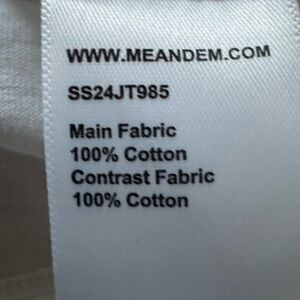 WWW.MEANDEM.COM
SS24JT985
Main Fabric
100% Cotton
Contrast Fabric
100% Cotton